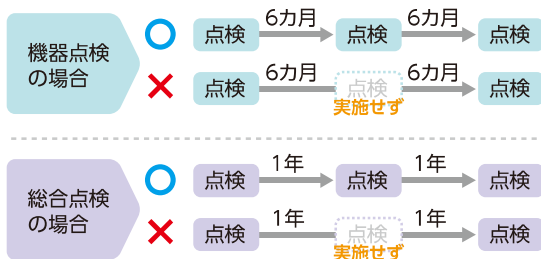 機器点検
の場合
6カ月 6カ月
点検 点検 点検
6カ月 6カ月
点検 点検 点検
実施せず
総合点検
の場合
1年 1年
点検 点検 点検
1年 1年
点検 点検 点検
実施せず